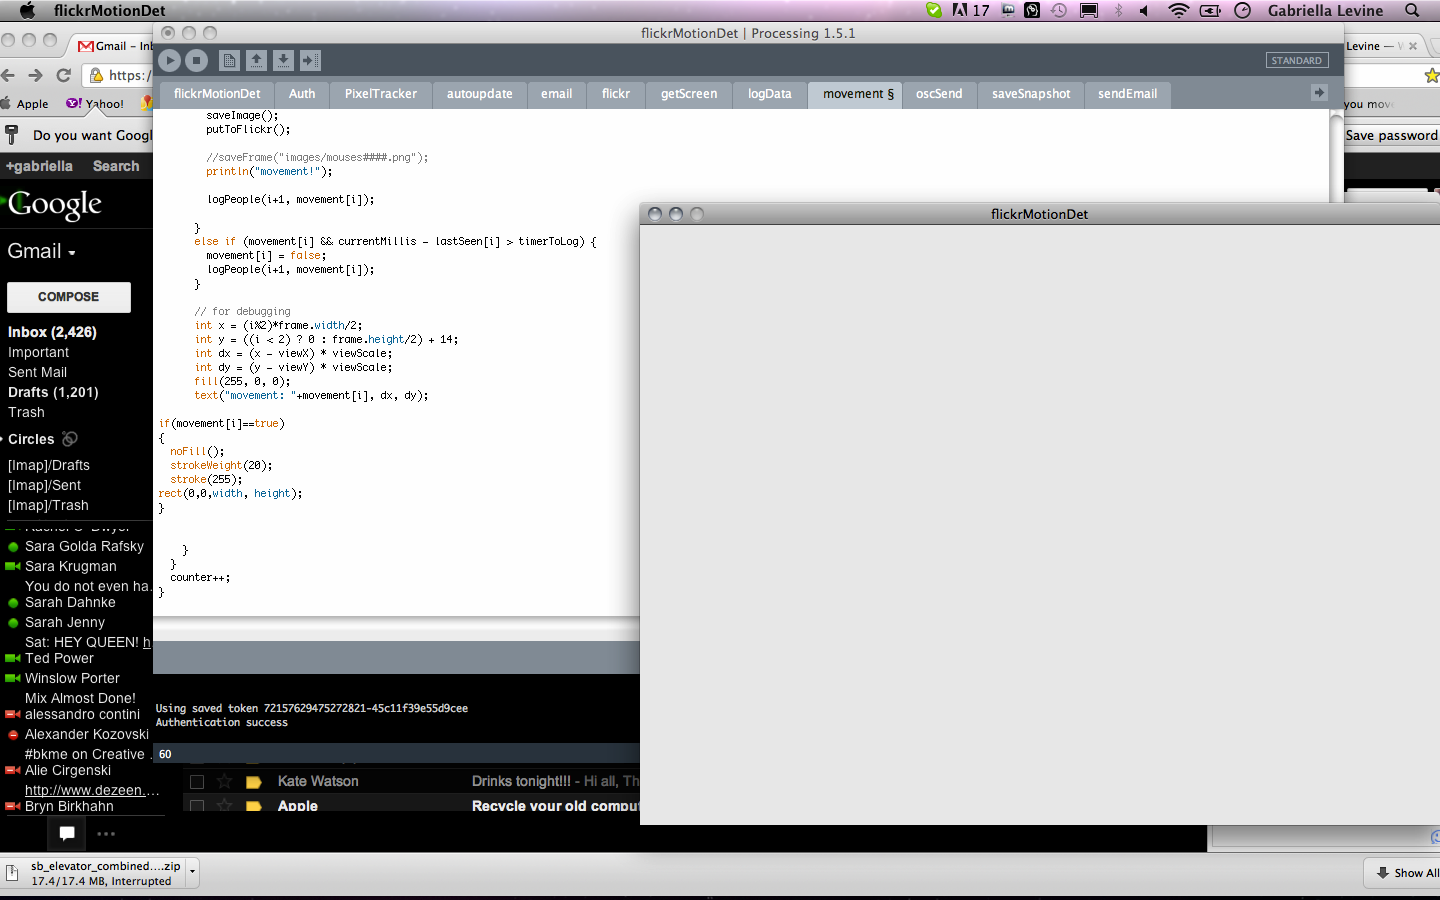 flickrMotionDet
17
Gabriella Levine
flickrMotionDet | Processing 1.5.1
Gmail – Inb
Levine —
https:/
STANDARD
Apple
Yahoo!
you mov
flickrMotionDet
Auth
PixelTracker
autoupdate
email
flickr
getScreen
logData
movement §
oscSend
saveSnapshot
sendEmail
Do you want Googl
Save password
+gabriella
Search
Google
Gmail
COMPOSE
Inbox (2,426)
Important
Sent Mail
Drafts (1,201)
Trash
Circles
[Imap]/Drafts
[Imap]/Sent
[Imap]/Trash
Sara Golda Rafsky
Sara Krugman
You do not even ha...
Sarah Dahnke
Sarah Jenny
Sat: HEY QUEEN! h
Ted Power
Winslow Porter
Mix Almost Done!
alessandro contini
Alexander Kozovski
#bkme on Creative ...
Alie Cirgenski
http://www.dezeen....
Bryn Birkhahn
saveImage();
putToFlickr();
//saveFrame("images/mouses####.png");
println("movement!");
logPeople(i+1, movement[i]);
}
else if (movement[i] && currentMillis - lastSeen[i] > timerToLog) {
movement[i] = false;
logPeople(i+1, movement[i]);
}
// for debugging
int x = (i%2)*frame.width/2;
int y = ((i < 2) ? 0 : frame.height/2) + 14;
int dx = (x - viewX) * viewScale;
int dy = (y - viewY) * viewScale;
fill(255, 0, 0);
text("movement: "+movement[i], dx, dy);
if(movement[i]==true)
{
noFill();
strokeWeight(20);
stroke(255);
rect(0,0,width, height);
}
}
}
counter++;
}
flickrMotionDet
Using saved token 72157629475272821-45c11f39e55d9cee
Authentication success
60
Kate Watson
Drinks tonight!!! - Hi all, Th
Apple
Recycle your old comput
sb_elevator_combined....zip
17.4/17.4 MB, Interrupted
Show All